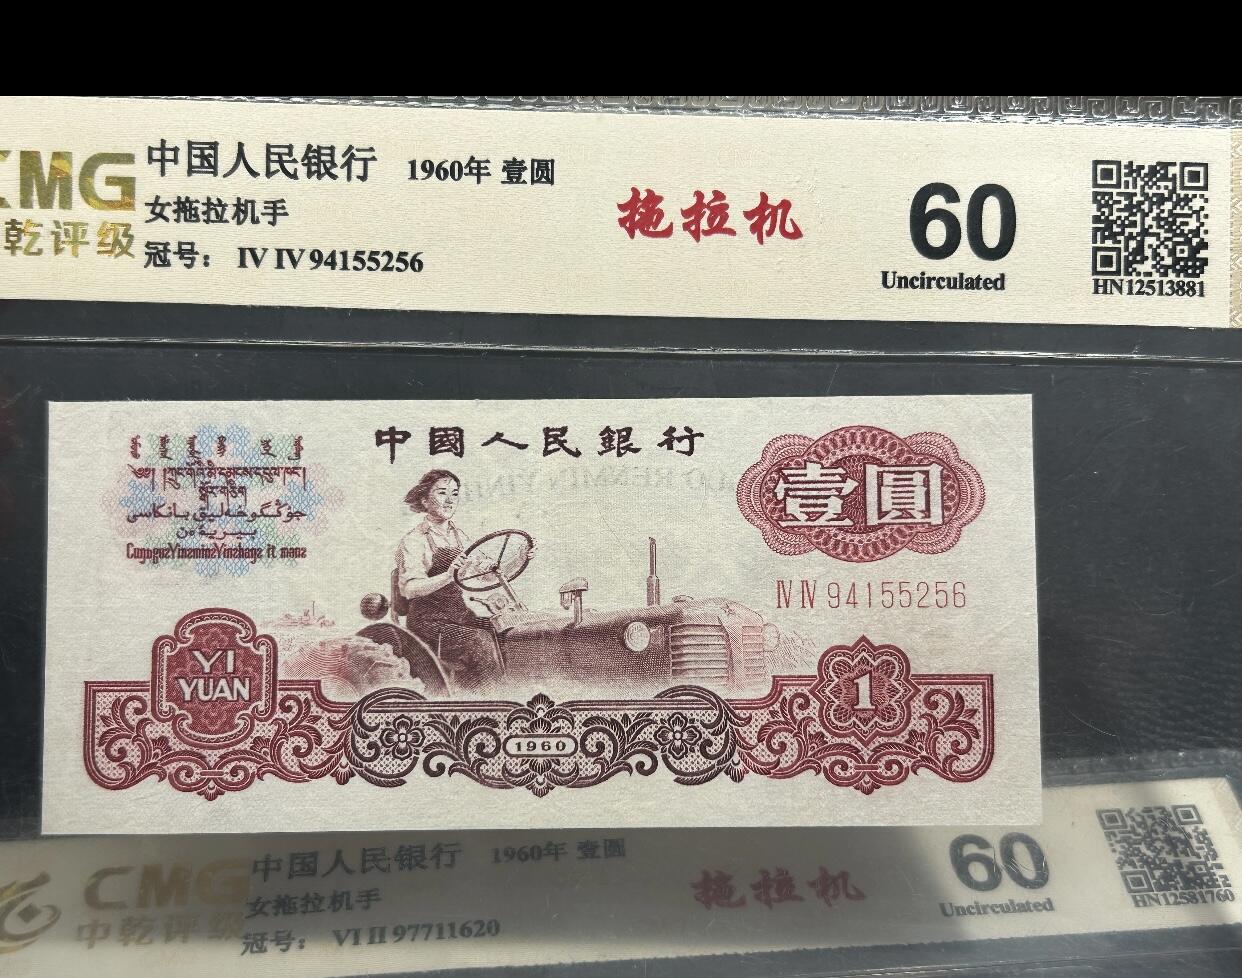 CMG
中乾评级
中国人民银行 1960年 壹圆
女拖拉机手
冠号： IV IV 94155256
拖拉机
60
Uncirculated
HN12513881
中國人民銀行
壹圓
IV IV 94155256
YI
YUAN
1
1960
CMG
中乾评级
中国人民银行 1960年 壹圆
女拖拉机手
冠号： VI II 97711620
拖拉机
60
Uncirculated
HN12581760